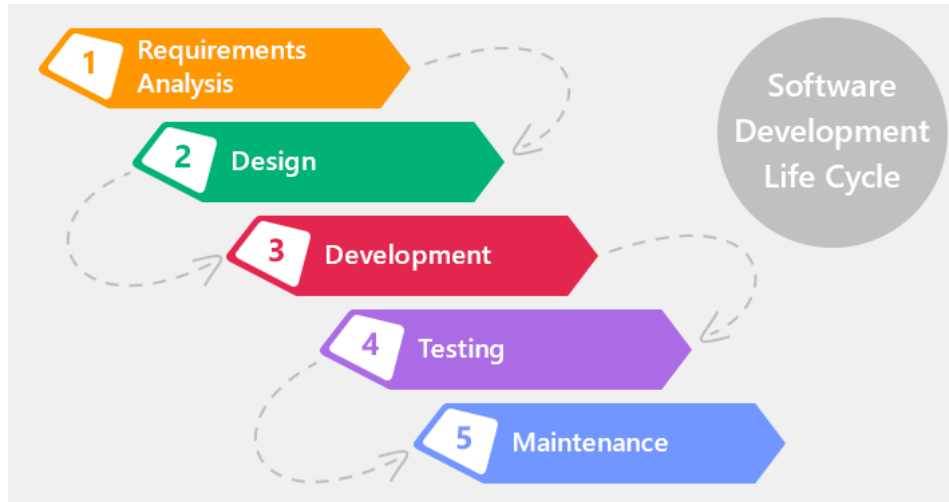 1
Requirements
Analysis
2
Design
3
Development
4
Testing
5
Maintenance
Software
Development
Life Cycle